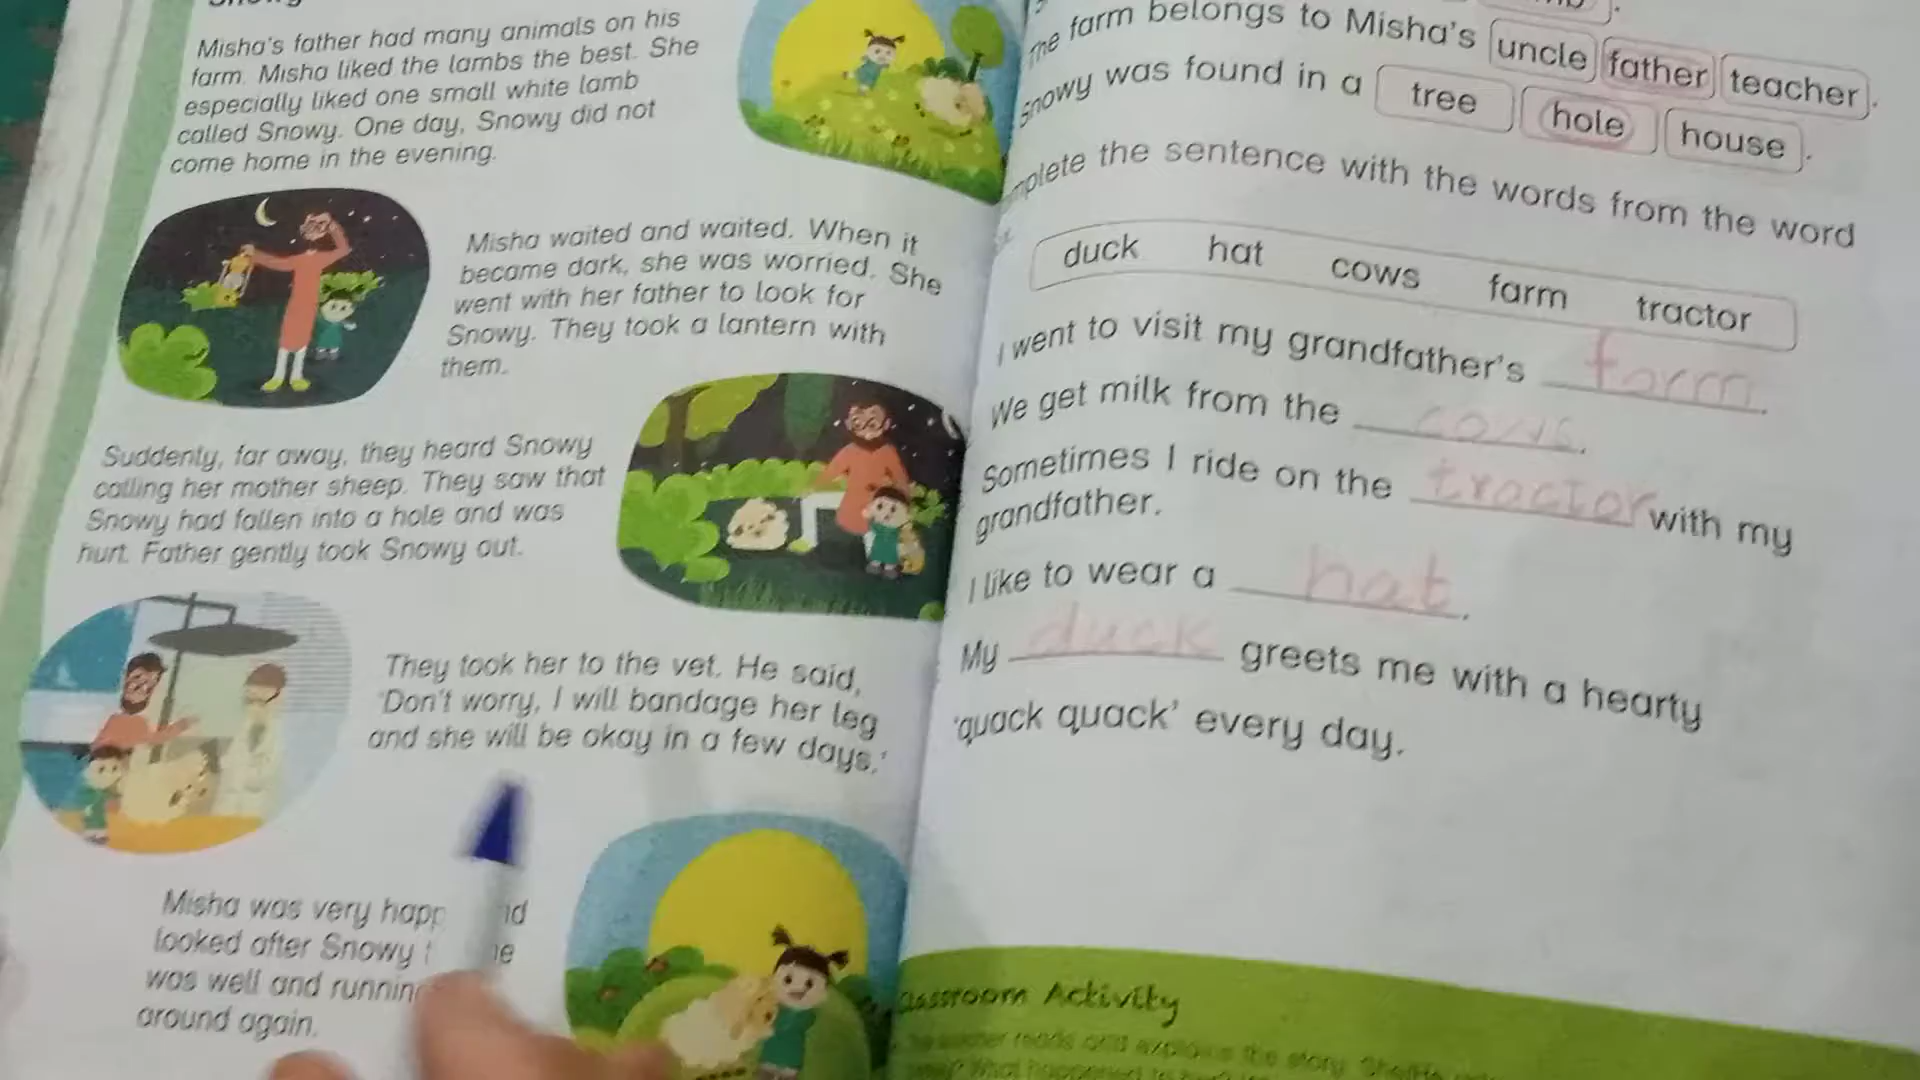 Misha's father had many animals on his
farm. Misha liked the lambs the best. She
especially liked one small white lamb
called Snowy. One day, Snowy did not
come home in the evening.
Misha waited and waited. When it
became dark, she was worried. She
went with her father to look for
Snowy. They took a lantern with
them.
Suddenly, far away, they heard Snowy
calling her mother sheep. They saw that
Snowy had fallen into a hole and was
hurt. Father gently took Snowy out.
They took her to the vet. He said,
'Don't worry, I will bandage her leg
and she will be okay in a few days.'
Misha was very
looked after Snowy
was well and
around again.
The farm belongs to Misha's uncle father teacher.
Snowy was found in a tree hole house.
the sentence with the words from the word
duck hat cows farm tractor
I went to visit my grandfather's farm.
We get milk from the cows.
Sometimes I ride on the tractor with my
grandfather.
I like to wear a hat.
My duck greets me with a hearty
'quack quack' every day.
Activity
reads and explains the story.